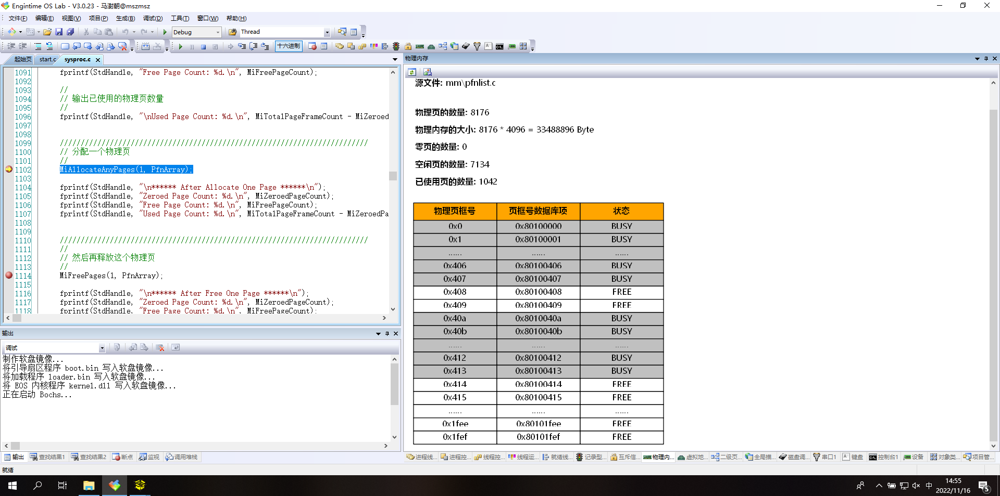 Engintime OS Lab - V3.0.23 - 马澍朝@mszmsz
文件(F) 编辑(E) 视图(V) 项目(P) 生成(B) 调试(D) 工具(T) 窗口(W) 帮助(H)
Debug Thread
十六进制
起始页 start.c sysproc.c
1091 fprintf(StdHandle, "Free Page Count: %d.\n", MiFreePageCount);
1092
1093 //
1094 // 输出已使用的物理页数量
1095 //
1096 fprintf(StdHandle, "\nUsed Page Count: %d.\n", MiTotalPageFrameCount - MiZeroed
1097
1098
1099 //////////////////////////////////////////////////////////////////////////
1100 // 分配一个物理页
1101 //
1102 MiAllocateAnyPages(1, PfnArray);
1103
1104 fprintf(StdHandle, "\n****** After Allocate One Page ******\n");
1105 fprintf(StdHandle, "Zeroed Page Count: %d.\n", MiZeroedPageCount);
1106 fprintf(StdHandle, "Free Page Count: %d.\n", MiFreePageCount);
1107 fprintf(StdHandle, "Used Page Count: %d.\n", MiTotalPageFrameCount - MiZeroedPa
1108
1109
1110 //////////////////////////////////////////////////////////////////////////
1111 //
1112 // 然后再释放这个物理页
1113 //
1114 MiFreePages(1, PfnArray);
1115
1116 fprintf(StdHandle, "\n****** After Free One Page ******\n");
1117 fprintf(StdHandle, "Zeroed Page Count: %d.\n", MiZeroedPageCount);
1118 fprintf(StdHandle, "Free Page Count: %d.\n", MiFreePageCount);
输出
调试
制作软盘镜像...
将引导扇区程序 boot.bin 写入软盘镜像...
将加载程序 loader.bin 写入软盘镜像...
将 EOS 内核程序 kernel.dll 写入软盘镜像...
正在启动 Bochs...
输出 查找结果1 查找结果2 断点 监视 调用堆栈
物理内存
源文件: mm\pfnlist.c
物理页的数量: 8176
物理内存的大小: 8176 * 4096 = 33488896 Byte
零页的数量: 0
空闲页的数量: 7134
已使用页的数量: 1042
物理页框号 页框号数据库项 状态
0x0 0x80100000 BUSY
0x1 0x80100001 BUSY
...... ...... ......
0x406 0x80100406 BUSY
0x407 0x80100407 BUSY
0x408 0x80100408 FREE
0x409 0x80100409 FREE
0x40a 0x8010040a BUSY
0x40b 0x8010040b BUSY
...... ...... ......
0x412 0x80100412 BUSY
0x413 0x80100413 BUSY
0x414 0x80100414 FREE
0x415 0x80100415 FREE
...... ...... ......
0x1fee 0x80101fee FREE
0x1fef 0x80101fef FREE
进程线... 进程控... 线程控... 线程运... 就绪线... 记录型... 互斥信... 物理内... 虚拟地... 二级页... 全局描... 磁盘调... 串口1 键盘 控制台1 设备 对象类... 项目管...
就绪
中 14:55
2022/11/16
5